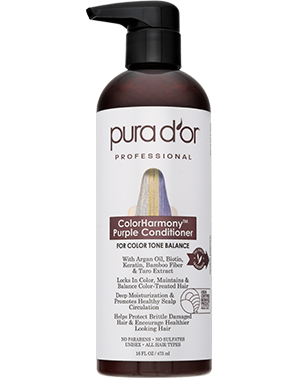 pura d'or
PROFESSIONAL
ColorHarmony™
Purple Conditioner
FOR COLOR TONE BALANCE
With Argan Oil, Biotin,
Keratin, Bamboo Fiber
& Taro Extract
Locks In Color, Maintains &
Balance Color-Treated Hair
Deep Moisturization &
Promotes Healthy Scalp
Circulation
Helps Protect Brittle Damaged
Hair & Encourage Healthier
Looking Hair
NO PARABENS • NO SULFATES
UNISEX • ALL HAIR TYPES
16 FL OZ / 473 ml